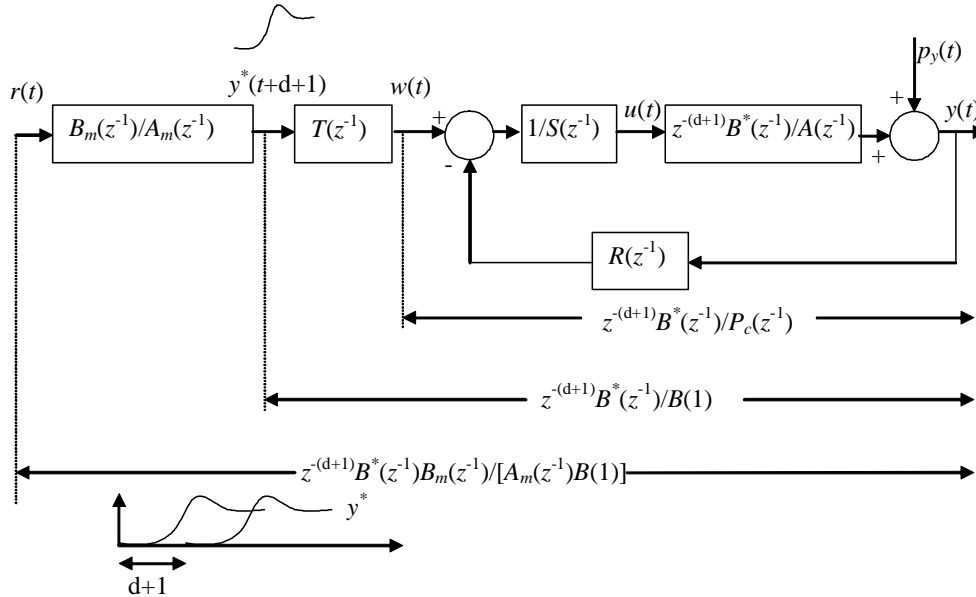 p_y(t)
r(t)
y^*(t+d+1)
w(t)
B_m(z^{-1})/A_m(z^{-1})
T(z^{-1})
+
-
1/S(z^{-1})
u(t)
z^{-(d+1)}B^*(z^{-1})/A(z^{-1})
+
+
y(t)
R(z^{-1})
z^{-(d+1)}B^*(z^{-1})/P_c(z^{-1})
z^{-(d+1)}B^*(z^{-1})/B(1)
z^{-(d+1)}B^*(z^{-1})B_m(z^{-1})/[A_m(z^{-1})B(1)]
y^*
d+1